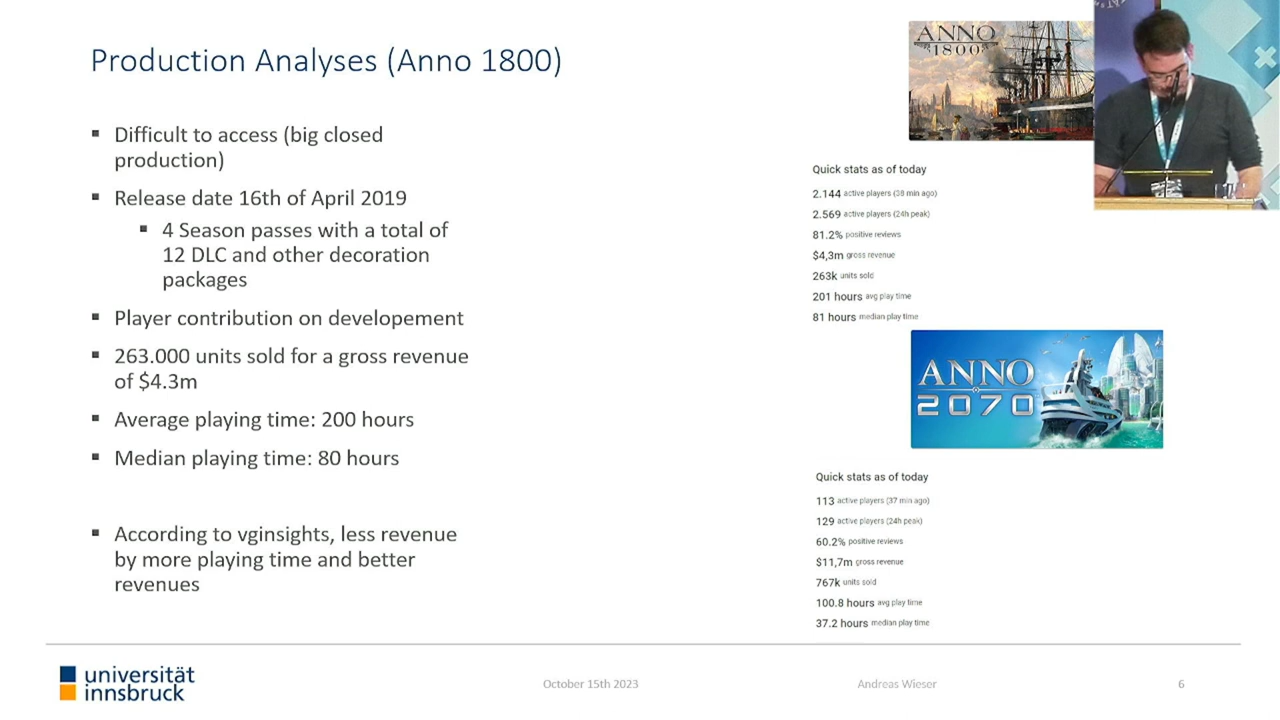 Production Analyses (Anno 1800)
▪ Difficult to access (big closed
production)
▪ Release date 16th of April 2019
▪ 4 Season passes with a total of
12 DLC and other decoration
packages
▪ Player contribution on developement
▪ 263.000 units sold for a gross revenue
of $4.3m
▪ Average playing time: 200 hours
▪ Median playing time: 80 hours
▪ According to vginsights, less revenue
by more playing time and better
revenues
ANNO
1800
Quick stats as of today
2.144 active players (38 min ago)
2.569 active players (24h peak)
81.2% positive reviews
$4,3m gross revenue
263k units sold
201 hours avg play time
81 hours median play time
ANNO
2070
Quick stats as of today
113 active players (37 min ago)
129 active players (24h peak)
60.2% positive reviews
$11,7m gross revenue
767k units sold
100.8 hours avg play time
37.2 hours median play time
universität
innsbruck
October 15th 2023
Andreas Wieser
6